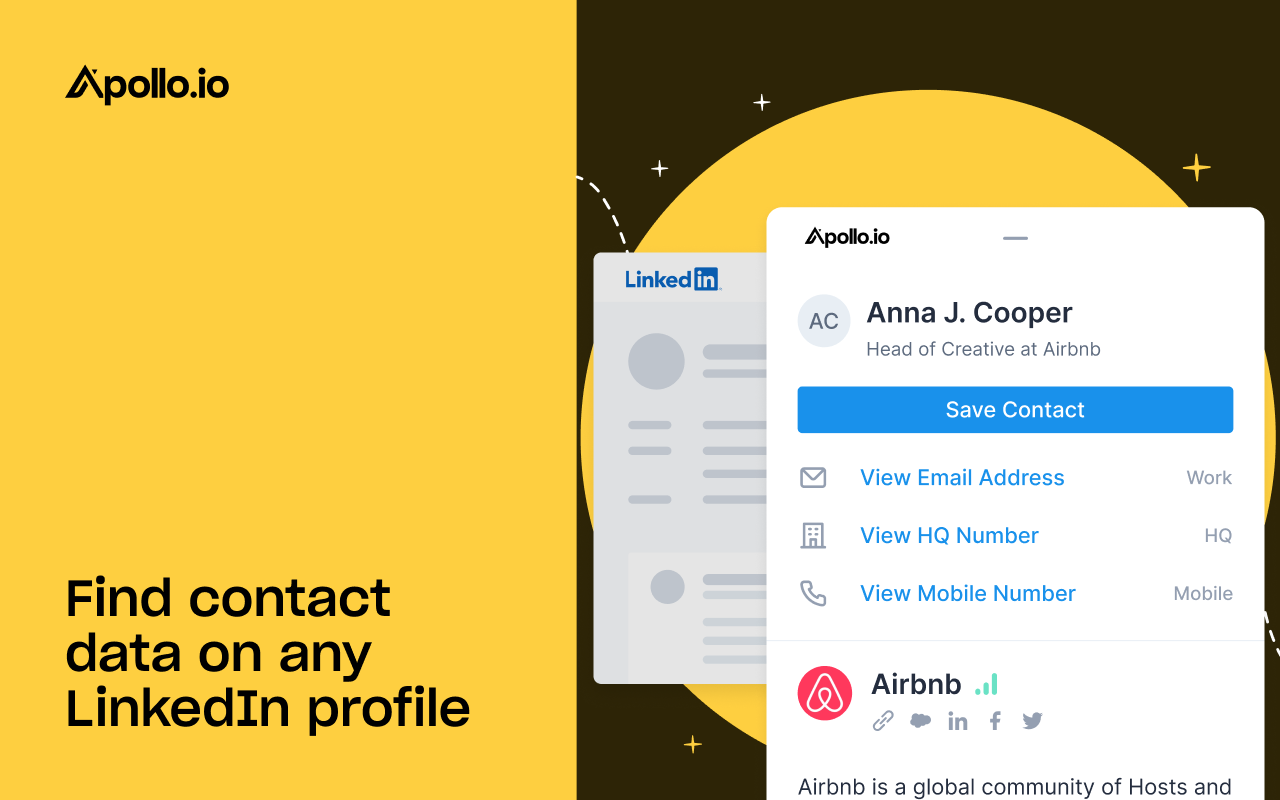 Apollo.io
Find contact
data on any
LinkedIn profile
LinkedIn
Apollo.io
AC
Anna J. Cooper
Head of Creative at Airbnb
Save Contact
View Email Address Work
View HQ Number HQ
View Mobile Number Mobile
Airbnb
in f
Airbnb is a global community of Hosts and